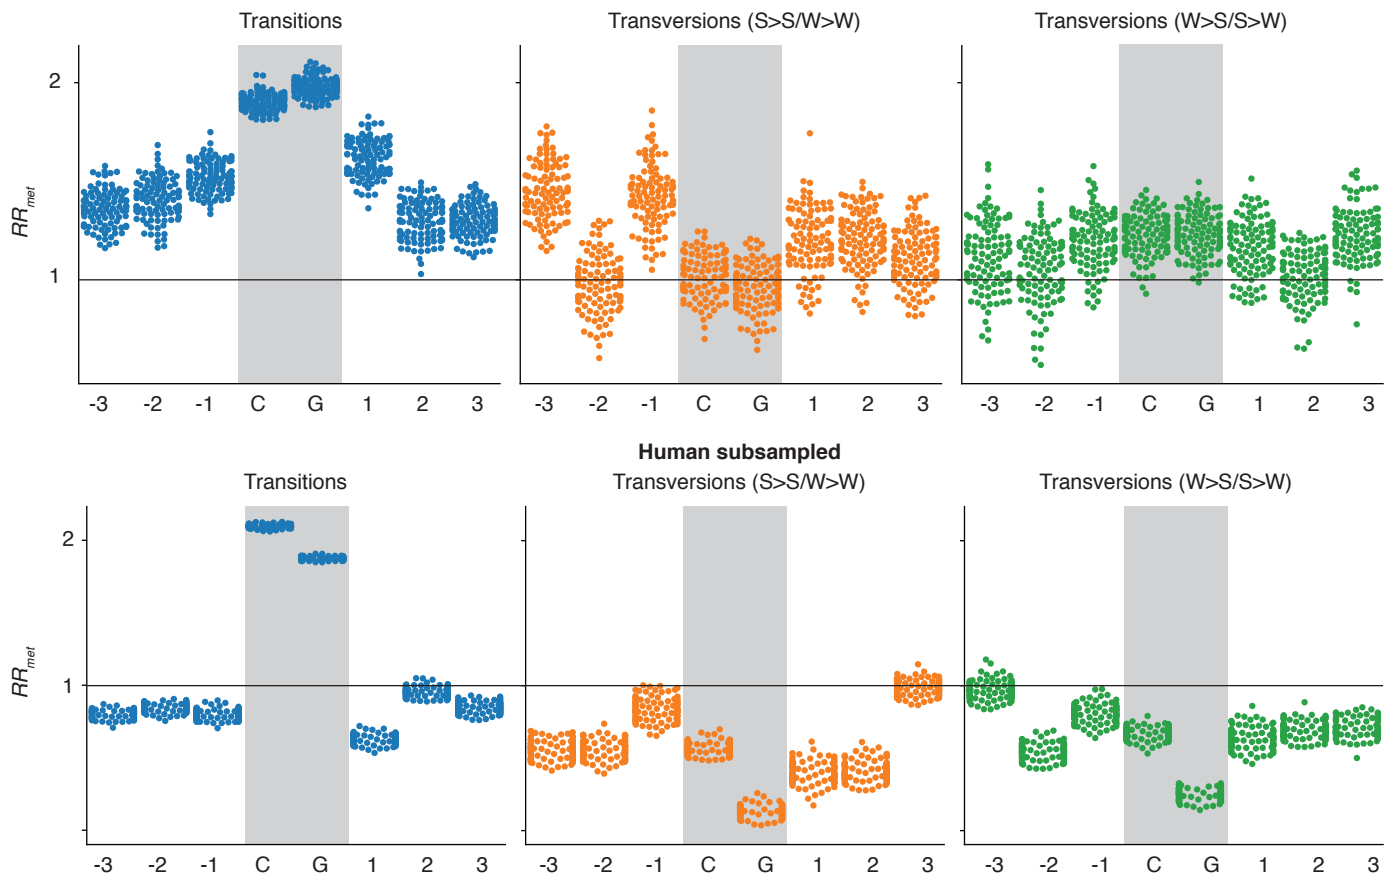 Transitions
Transversions (S>S/W>W)
Transversions (W>S/S>W)
2
1
RRmet
-3 -2 -1 C G 1 2 3
-3 -2 -1 C G 1 2 3
-3 -2 -1 C G 1 2 3
Human subsampled
Transitions
Transversions (S>S/W>W)
Transversions (W>S/S>W)
2
1
RRmet
-3 -2 -1 C G 1 2 3
-3 -2 -1 C G 1 2 3
-3 -2 -1 C G 1 2 3